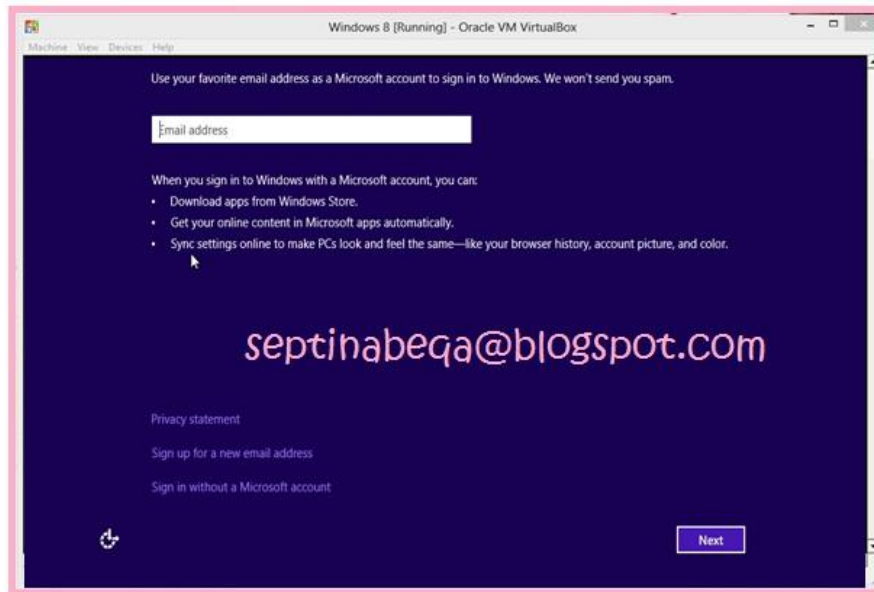 Windows 8 [Running] - Oracle VM VirtualBox
Machine View Devices Help
Use your favorite email address as a Microsoft account to sign in to Windows. We won't send you spam.
Email address
When you sign in to Windows with a Microsoft account, you can:
• Download apps from Windows Store.
• Get your online content in Microsoft apps automatically.
• Sync settings online to make PCs look and feel the same—like your browser history, account picture, and color.
septinabeqa@blogspot.com
Privacy statement
Sign up for a new email address
Sign in without a Microsoft account
Next